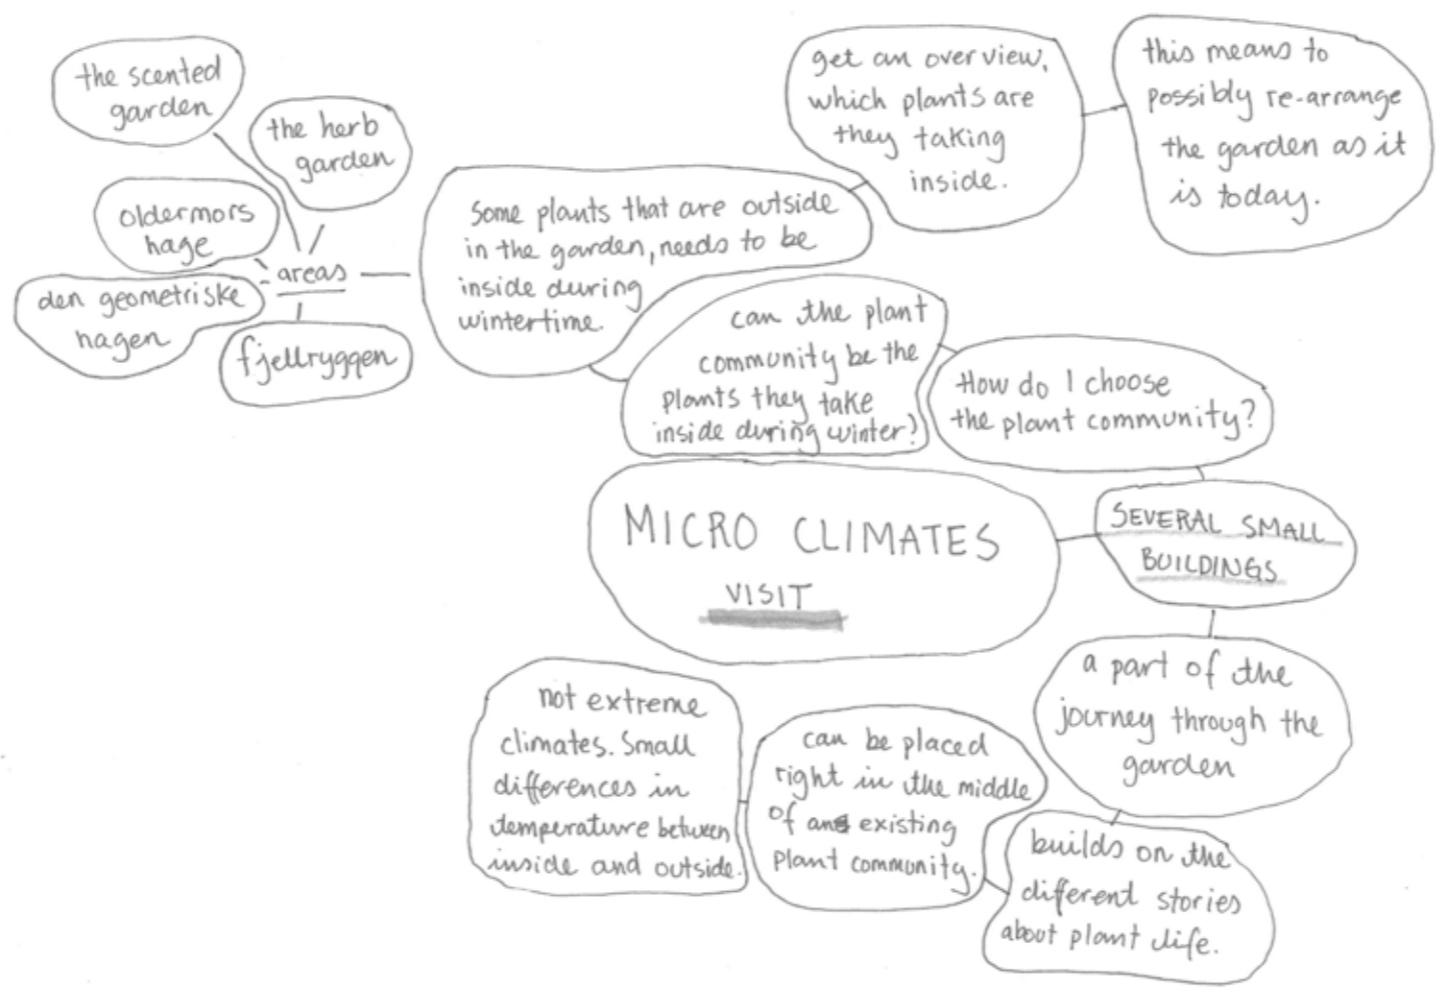 the scented
garden
the herb
garden
oldermors
hage
areas
den geometriske
hagen
fjellryggen
some plants that are outside
in the garden, needs to be
inside during
wintertime.
get an overview,
which plants are
they taking
inside.
this means to
possibly re-arrange
the garden as it
is today.
can the plant
community be the
plants they take
inside during winter?
How do I choose
the plant community?
MICRO CLIMATES
VISIT
SEVERAL SMALL
BUILDINGS
a part of the
journey through the
garden
builds on the
different stories
about plant life.
can be placed
right in the middle
of an existing
plant community.
not extreme
climates. Small
differences in
temperature between
inside and outside.